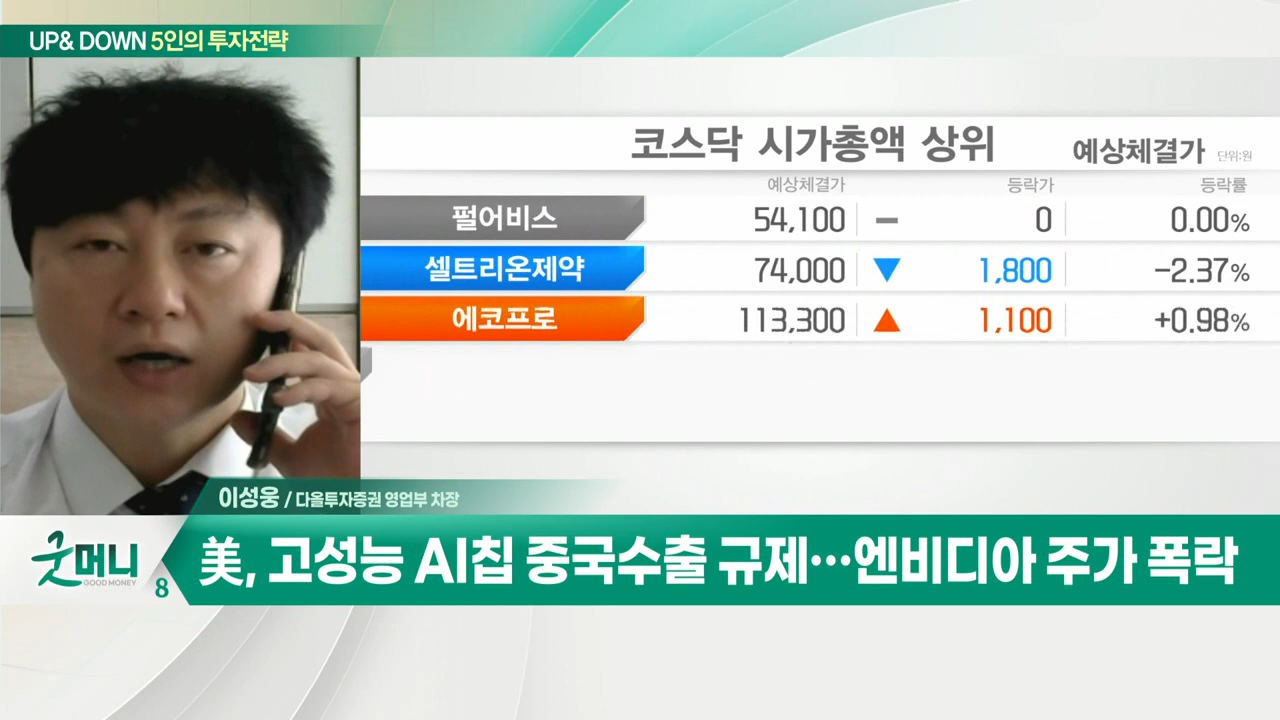 UP& DOWN 5인의 투자전략
코스닥 시가총액 상위 예상체결가 단위:원
예상체결가 등락가 등락률
펄어비스 54,100 0 0.00%
셀트리온제약 74,000 ▼ 1,800 -2.37%
에코프로 113,300 ▲ 1,100 +0.98%
이성웅 / 다올투자증권 영업부 차장
굿머니
GOOD MONEY
8
美, 고성능 AI칩 중국수출 규제…엔비디아 주가 폭락